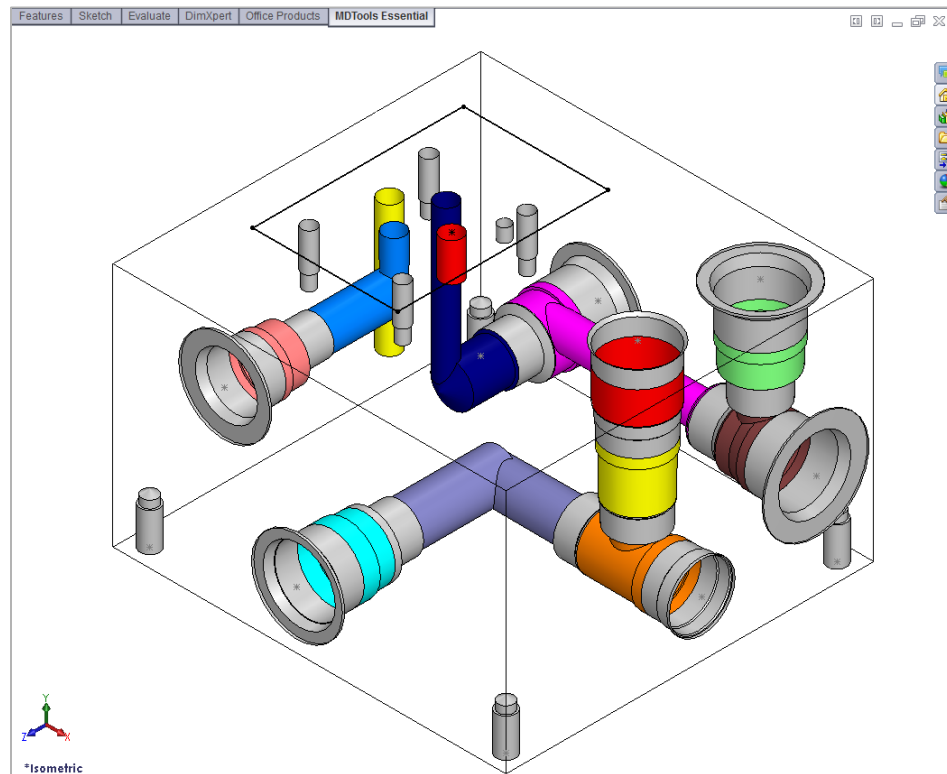 Features Sketch Evaluate DimXpert Office Products MDTools Essential
Y
Z X
*Isometric